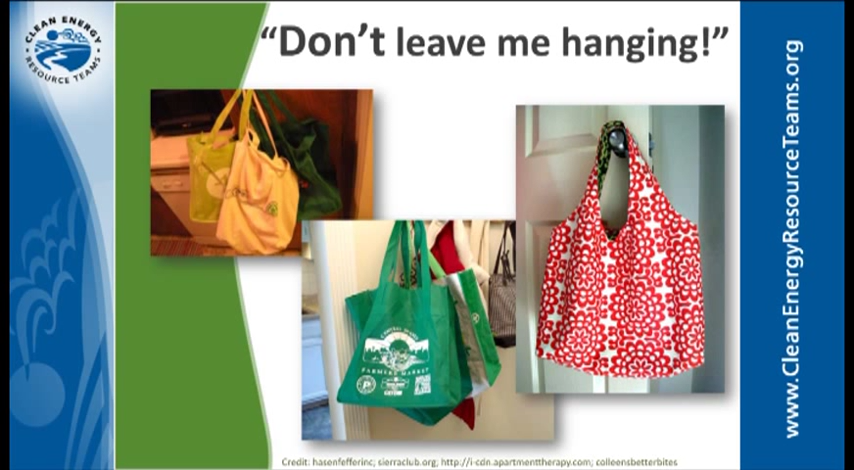 CLEAN ENERGY
RESOURCE TEAMS
“Don’t leave me hanging!”
FARMERS MARKET
www.CleanEnergyResourceTeams.org
Credit: hasenfefferinc; sierraclub.org; http://i-cdn.apartmenttherapy.com; colleensbetterbites